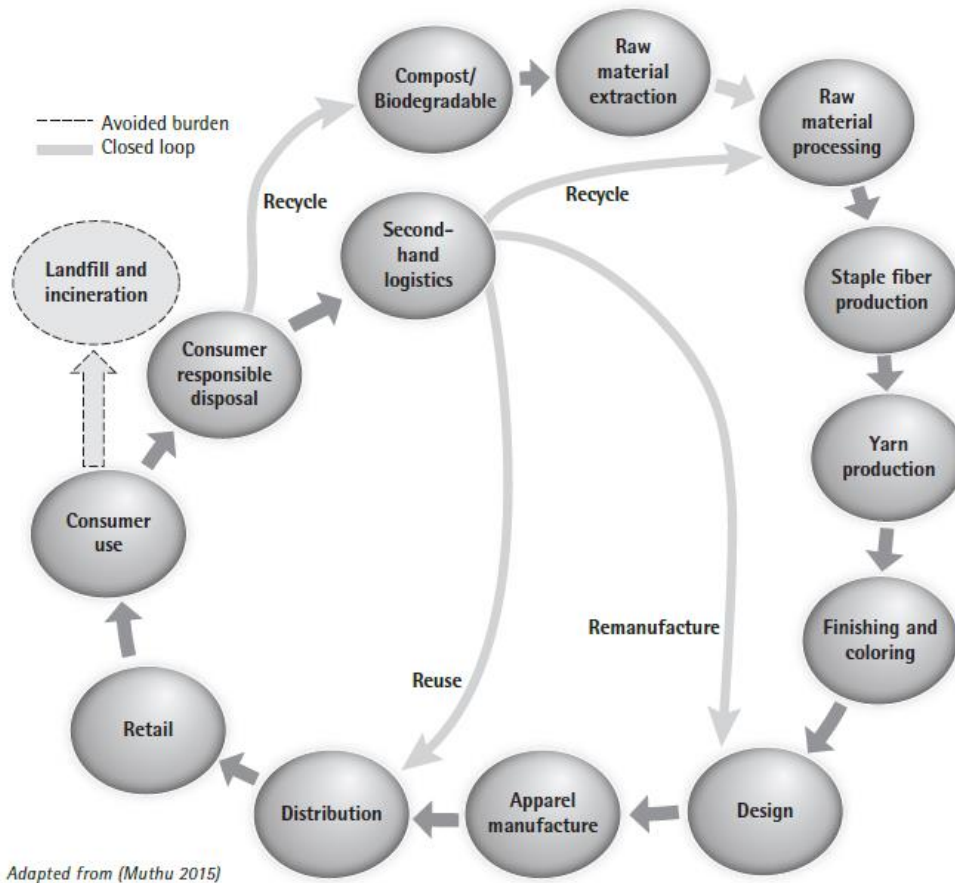 Compost/
Biodegradable
Raw
material
extraction
Raw
material
processing
Avoided burden
Closed loop
Recycle
Recycle
Second-
hand
logistics
Landfill and
incineration
Staple fiber
production
Consumer
responsible
disposal
Yarn
production
Consumer
use
Finishing and
coloring
Remanufacture
Reuse
Retail
Distribution
Apparel
manufacture
Design
Adapted from (Muthu 2015)